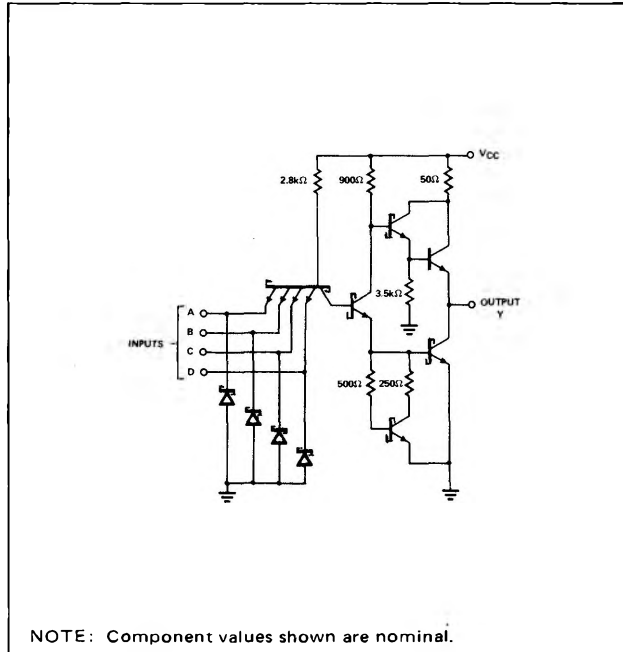 VCC
2.8kΩ 900Ω 50Ω
3.5kΩ
A
B
C
D
INPUTS
OUTPUT
Y
500Ω 250Ω
NOTE: Component values shown are nominal.